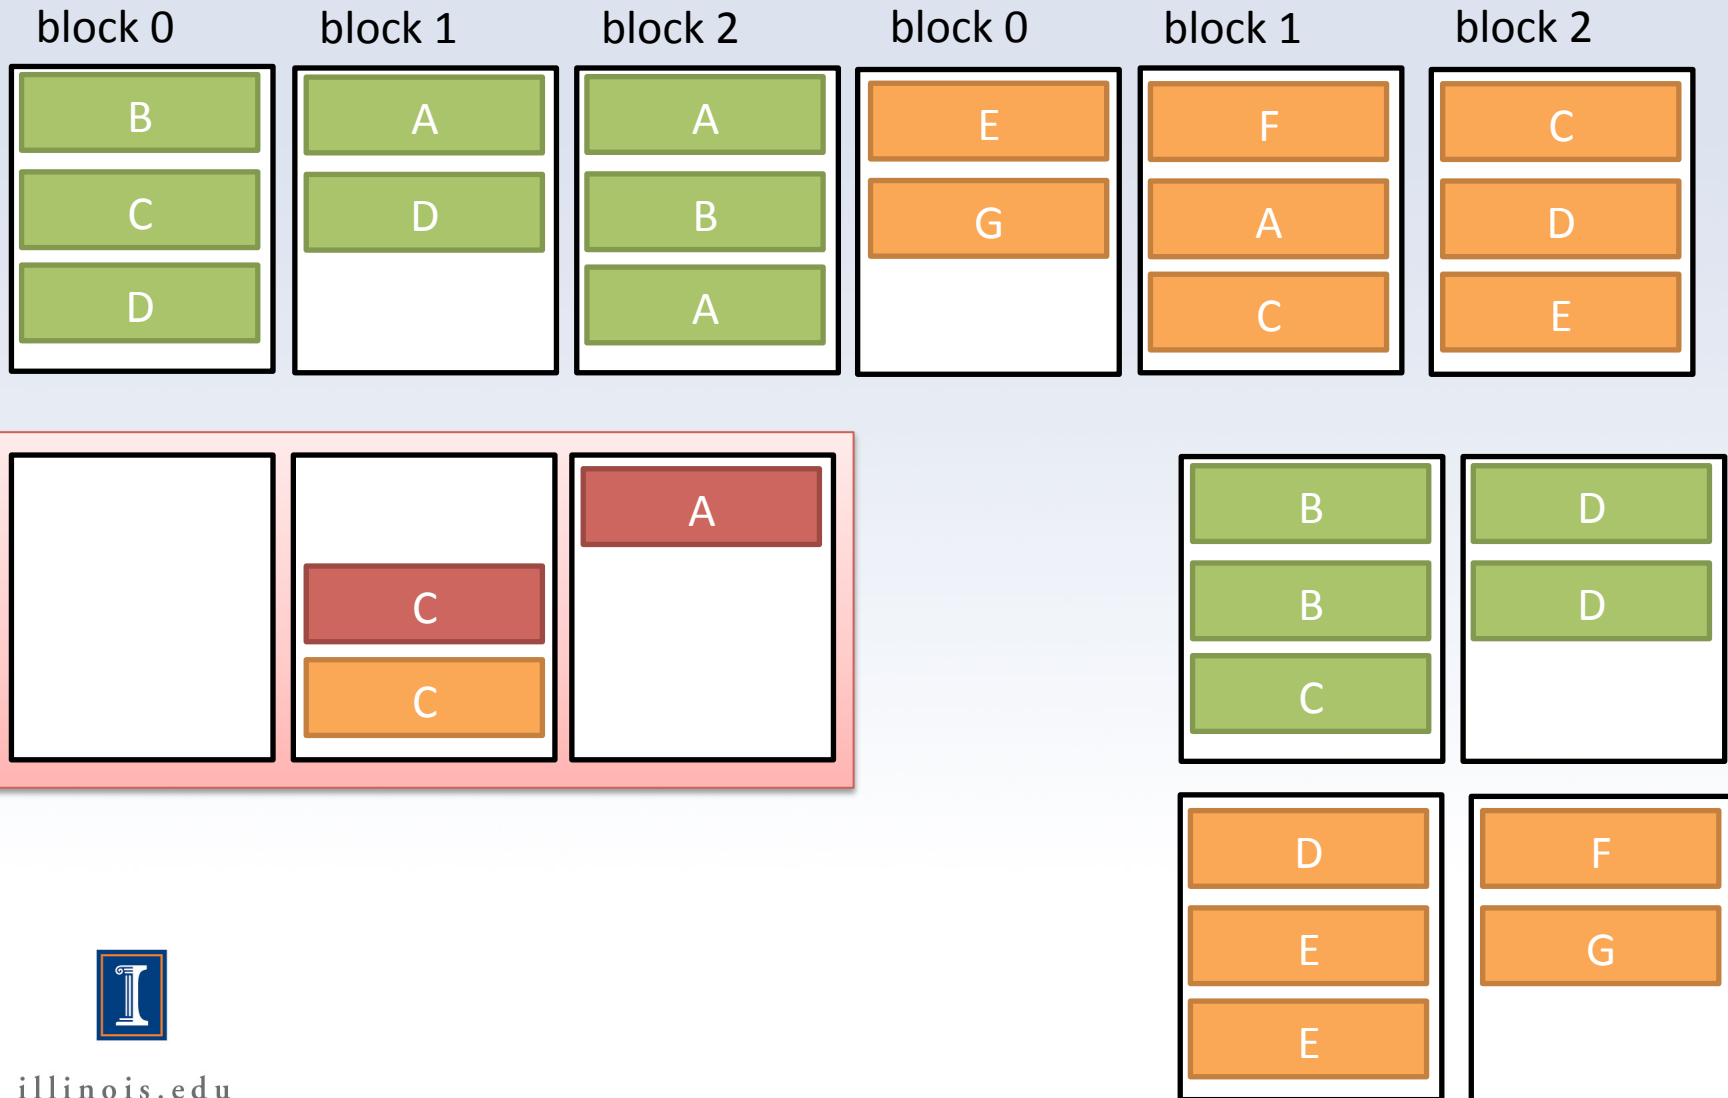 block 0 block 1 block 2 block 0 block 1 block 2
B A A E F C
C D B G A D
D A C E
A B D
C B D
C C
D F
E G
E
illinois.edu